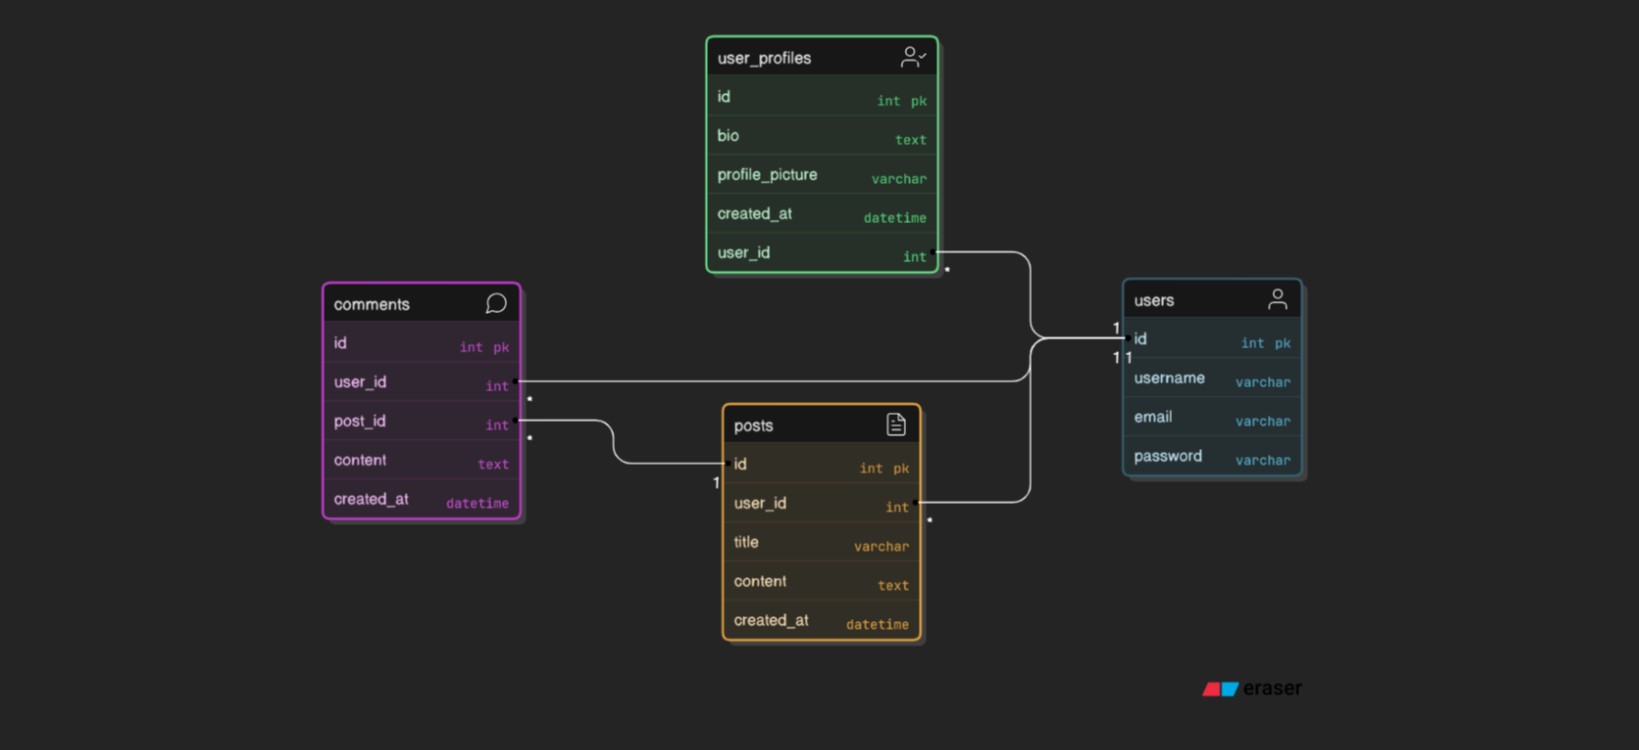 user_profiles
id int pk
bio text
profile_picture varchar
created_at datetime
user_id int
*
comments
id int pk
user_id int
*
post_id int
*
content text
created_at datetime
posts
id int pk
1
user_id int
*
title varchar
content text
created_at datetime
users
1
id int pk
1 1
username varchar
email varchar
password varchar
eraser